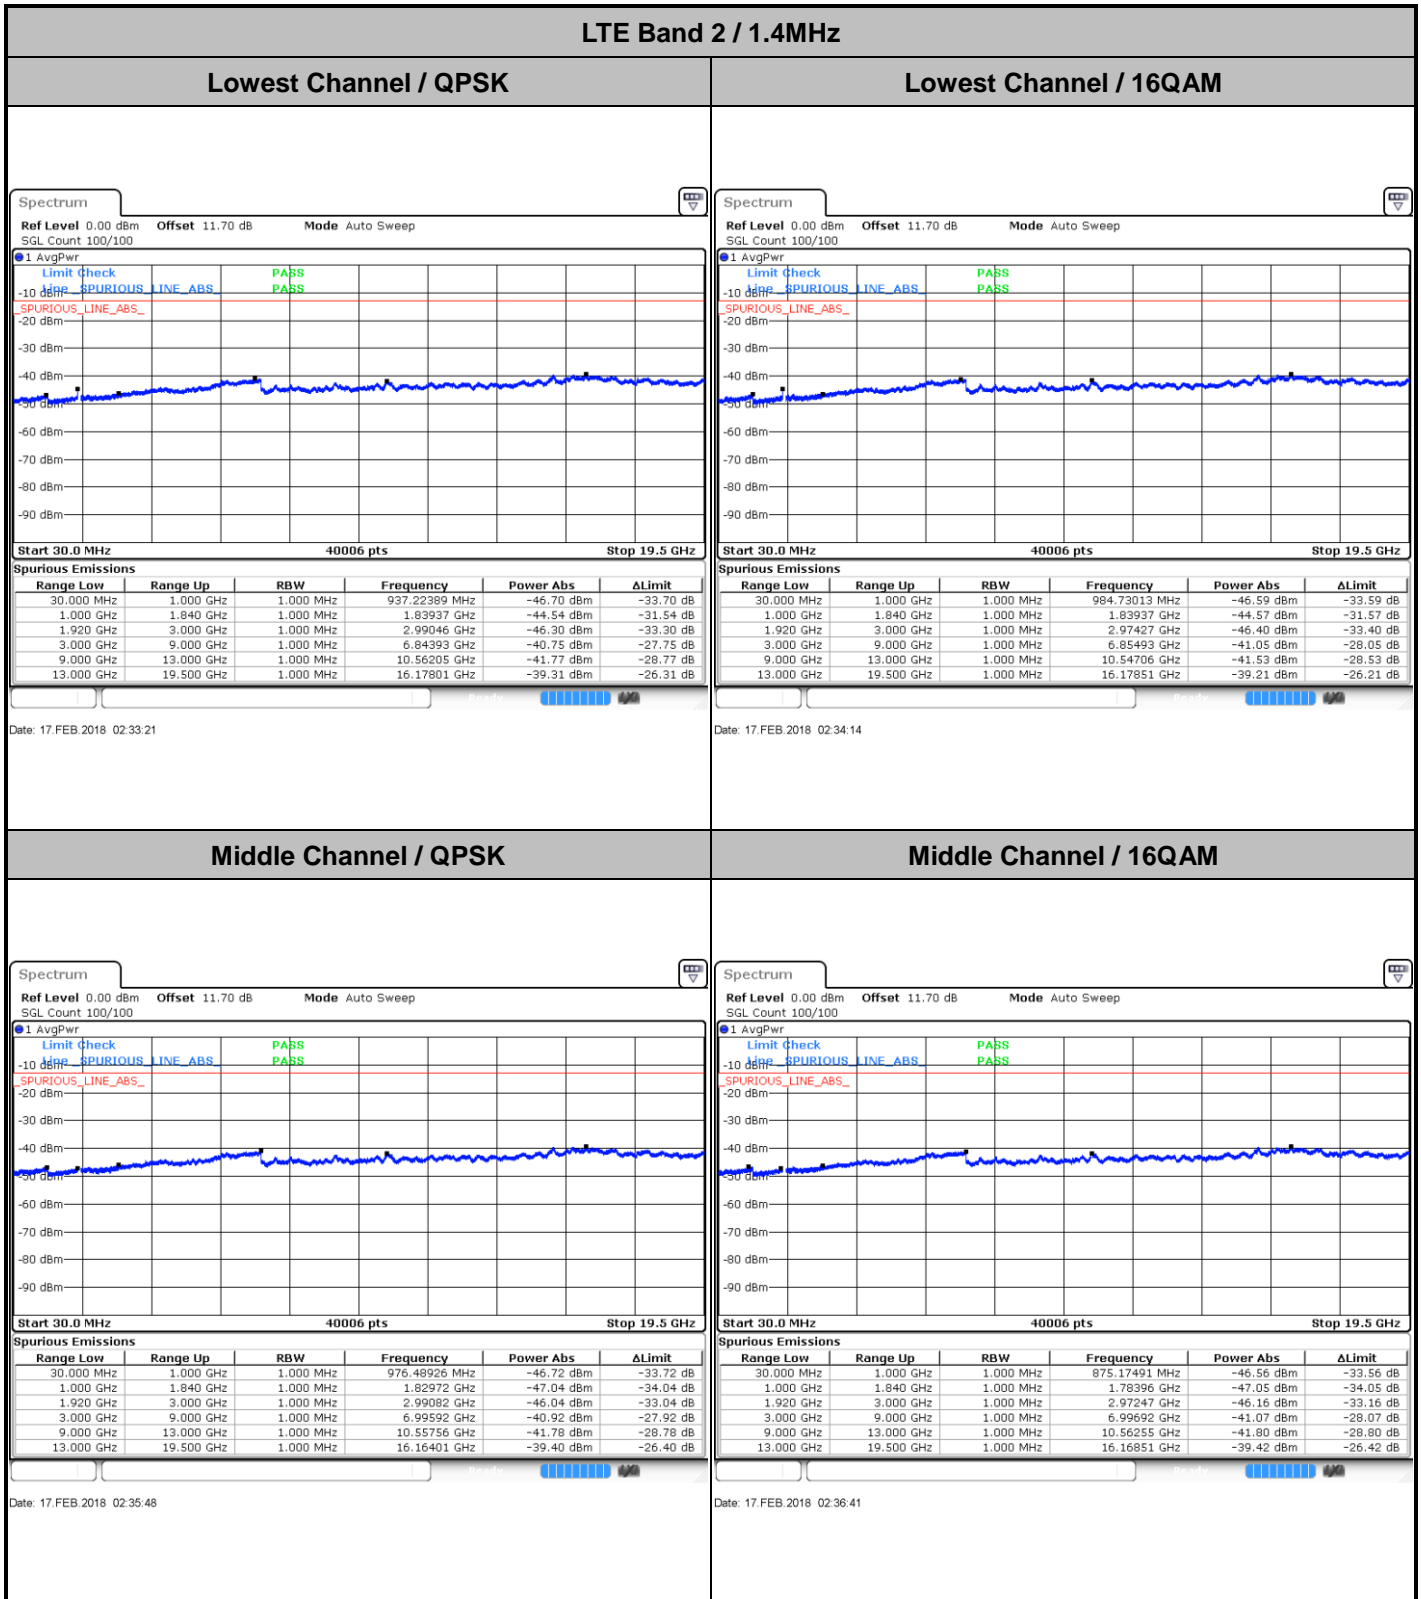 LTE Band 2 / 1.4MHz
Lowest Channel / QPSK
Lowest Channel / 16QAM
Spectrum
Ref Level 0.00 dBm Offset 11.70 dB Mode Auto Sweep
SGL Count 100/100
1 AvgPwr
Limit Check PASS
Line _SPURIOUS_LINE_ABS_ PASS
-10 dBm
_SPURIOUS_LINE_ABS_
-20 dBm
-30 dBm
-40 dBm
-50 dBm
-60 dBm
-70 dBm
-80 dBm
-90 dBm
Start 30.0 MHz 40006 pts Stop 19.5 GHz
Spurious Emissions
Range Low Range Up RBW Frequency Power Abs ΔLimit
30.000 MHz 1.000 GHz 1.000 MHz 937.22389 MHz -46.70 dBm -33.70 dB
1.000 GHz 1.840 GHz 1.000 MHz 1.83937 GHz -44.54 dBm -31.54 dB
1.920 GHz 3.000 GHz 1.000 MHz 2.99046 GHz -46.30 dBm -33.30 dB
3.000 GHz 9.000 GHz 1.000 MHz 6.84393 GHz -40.75 dBm -27.75 dB
9.000 GHz 13.000 GHz 1.000 MHz 10.56205 GHz -41.77 dBm -28.77 dB
13.000 GHz 19.500 GHz 1.000 MHz 16.17801 GHz -39.31 dBm -26.31 dB
Date: 17.FEB.2018 02:33:21
Spectrum
Ref Level 0.00 dBm Offset 11.70 dB Mode Auto Sweep
SGL Count 100/100
1 AvgPwr
Limit Check PASS
Line _SPURIOUS_LINE_ABS_ PASS
-10 dBm
_SPURIOUS_LINE_ABS_
-20 dBm
-30 dBm
-40 dBm
-50 dBm
-60 dBm
-70 dBm
-80 dBm
-90 dBm
Start 30.0 MHz 40006 pts Stop 19.5 GHz
Spurious Emissions
Range Low Range Up RBW Frequency Power Abs ΔLimit
30.000 MHz 1.000 GHz 1.000 MHz 984.73013 MHz -46.59 dBm -33.59 dB
1.000 GHz 1.840 GHz 1.000 MHz 1.83937 GHz -44.57 dBm -31.57 dB
1.920 GHz 3.000 GHz 1.000 MHz 2.97427 GHz -46.40 dBm -33.40 dB
3.000 GHz 9.000 GHz 1.000 MHz 6.85493 GHz -41.05 dBm -28.05 dB
9.000 GHz 13.000 GHz 1.000 MHz 10.54706 GHz -41.53 dBm -28.53 dB
13.000 GHz 19.500 GHz 1.000 MHz 16.17851 GHz -39.21 dBm -26.21 dB
Date: 17.FEB.2018 02:34:14
Middle Channel / QPSK
Middle Channel / 16QAM
Spectrum
Ref Level 0.00 dBm Offset 11.70 dB Mode Auto Sweep
SGL Count 100/100
1 AvgPwr
Limit Check PASS
Line _SPURIOUS_LINE_ABS_ PASS
-10 dBm
_SPURIOUS_LINE_ABS_
-20 dBm
-30 dBm
-40 dBm
-50 dBm
-60 dBm
-70 dBm
-80 dBm
-90 dBm
Start 30.0 MHz 40006 pts Stop 19.5 GHz
Spurious Emissions
Range Low Range Up RBW Frequency Power Abs ΔLimit
30.000 MHz 1.000 GHz 1.000 MHz 976.48926 MHz -46.72 dBm -33.72 dB
1.000 GHz 1.840 GHz 1.000 MHz 1.82972 GHz -47.04 dBm -34.04 dB
1.920 GHz 3.000 GHz 1.000 MHz 2.99082 GHz -46.04 dBm -33.04 dB
3.000 GHz 9.000 GHz 1.000 MHz 6.99592 GHz -40.92 dBm -27.92 dB
9.000 GHz 13.000 GHz 1.000 MHz 10.55756 GHz -41.78 dBm -28.78 dB
13.000 GHz 19.500 GHz 1.000 MHz 16.16401 GHz -39.40 dBm -26.40 dB
Date: 17.FEB.2018 02:35:48
Spectrum
Ref Level 0.00 dBm Offset 11.70 dB Mode Auto Sweep
SGL Count 100/100
1 AvgPwr
Limit Check PASS
Line _SPURIOUS_LINE_ABS_ PASS
-10 dBm
_SPURIOUS_LINE_ABS_
-20 dBm
-30 dBm
-40 dBm
-50 dBm
-60 dBm
-70 dBm
-80 dBm
-90 dBm
Start 30.0 MHz 40006 pts Stop 19.5 GHz
Spurious Emissions
Range Low Range Up RBW Frequency Power Abs ΔLimit
30.000 MHz 1.000 GHz 1.000 MHz 875.17491 MHz -46.56 dBm -33.56 dB
1.000 GHz 1.840 GHz 1.000 MHz 1.78396 GHz -47.05 dBm -34.05 dB
1.920 GHz 3.000 GHz 1.000 MHz 2.97247 GHz -46.16 dBm -33.16 dB
3.000 GHz 9.000 GHz 1.000 MHz 6.99692 GHz -41.07 dBm -28.07 dB
9.000 GHz 13.000 GHz 1.000 MHz 10.56255 GHz -41.80 dBm -28.80 dB
13.000 GHz 19.500 GHz 1.000 MHz 16.16851 GHz -39.42 dBm -26.42 dB
Date: 17.FEB.2018 02:36:41